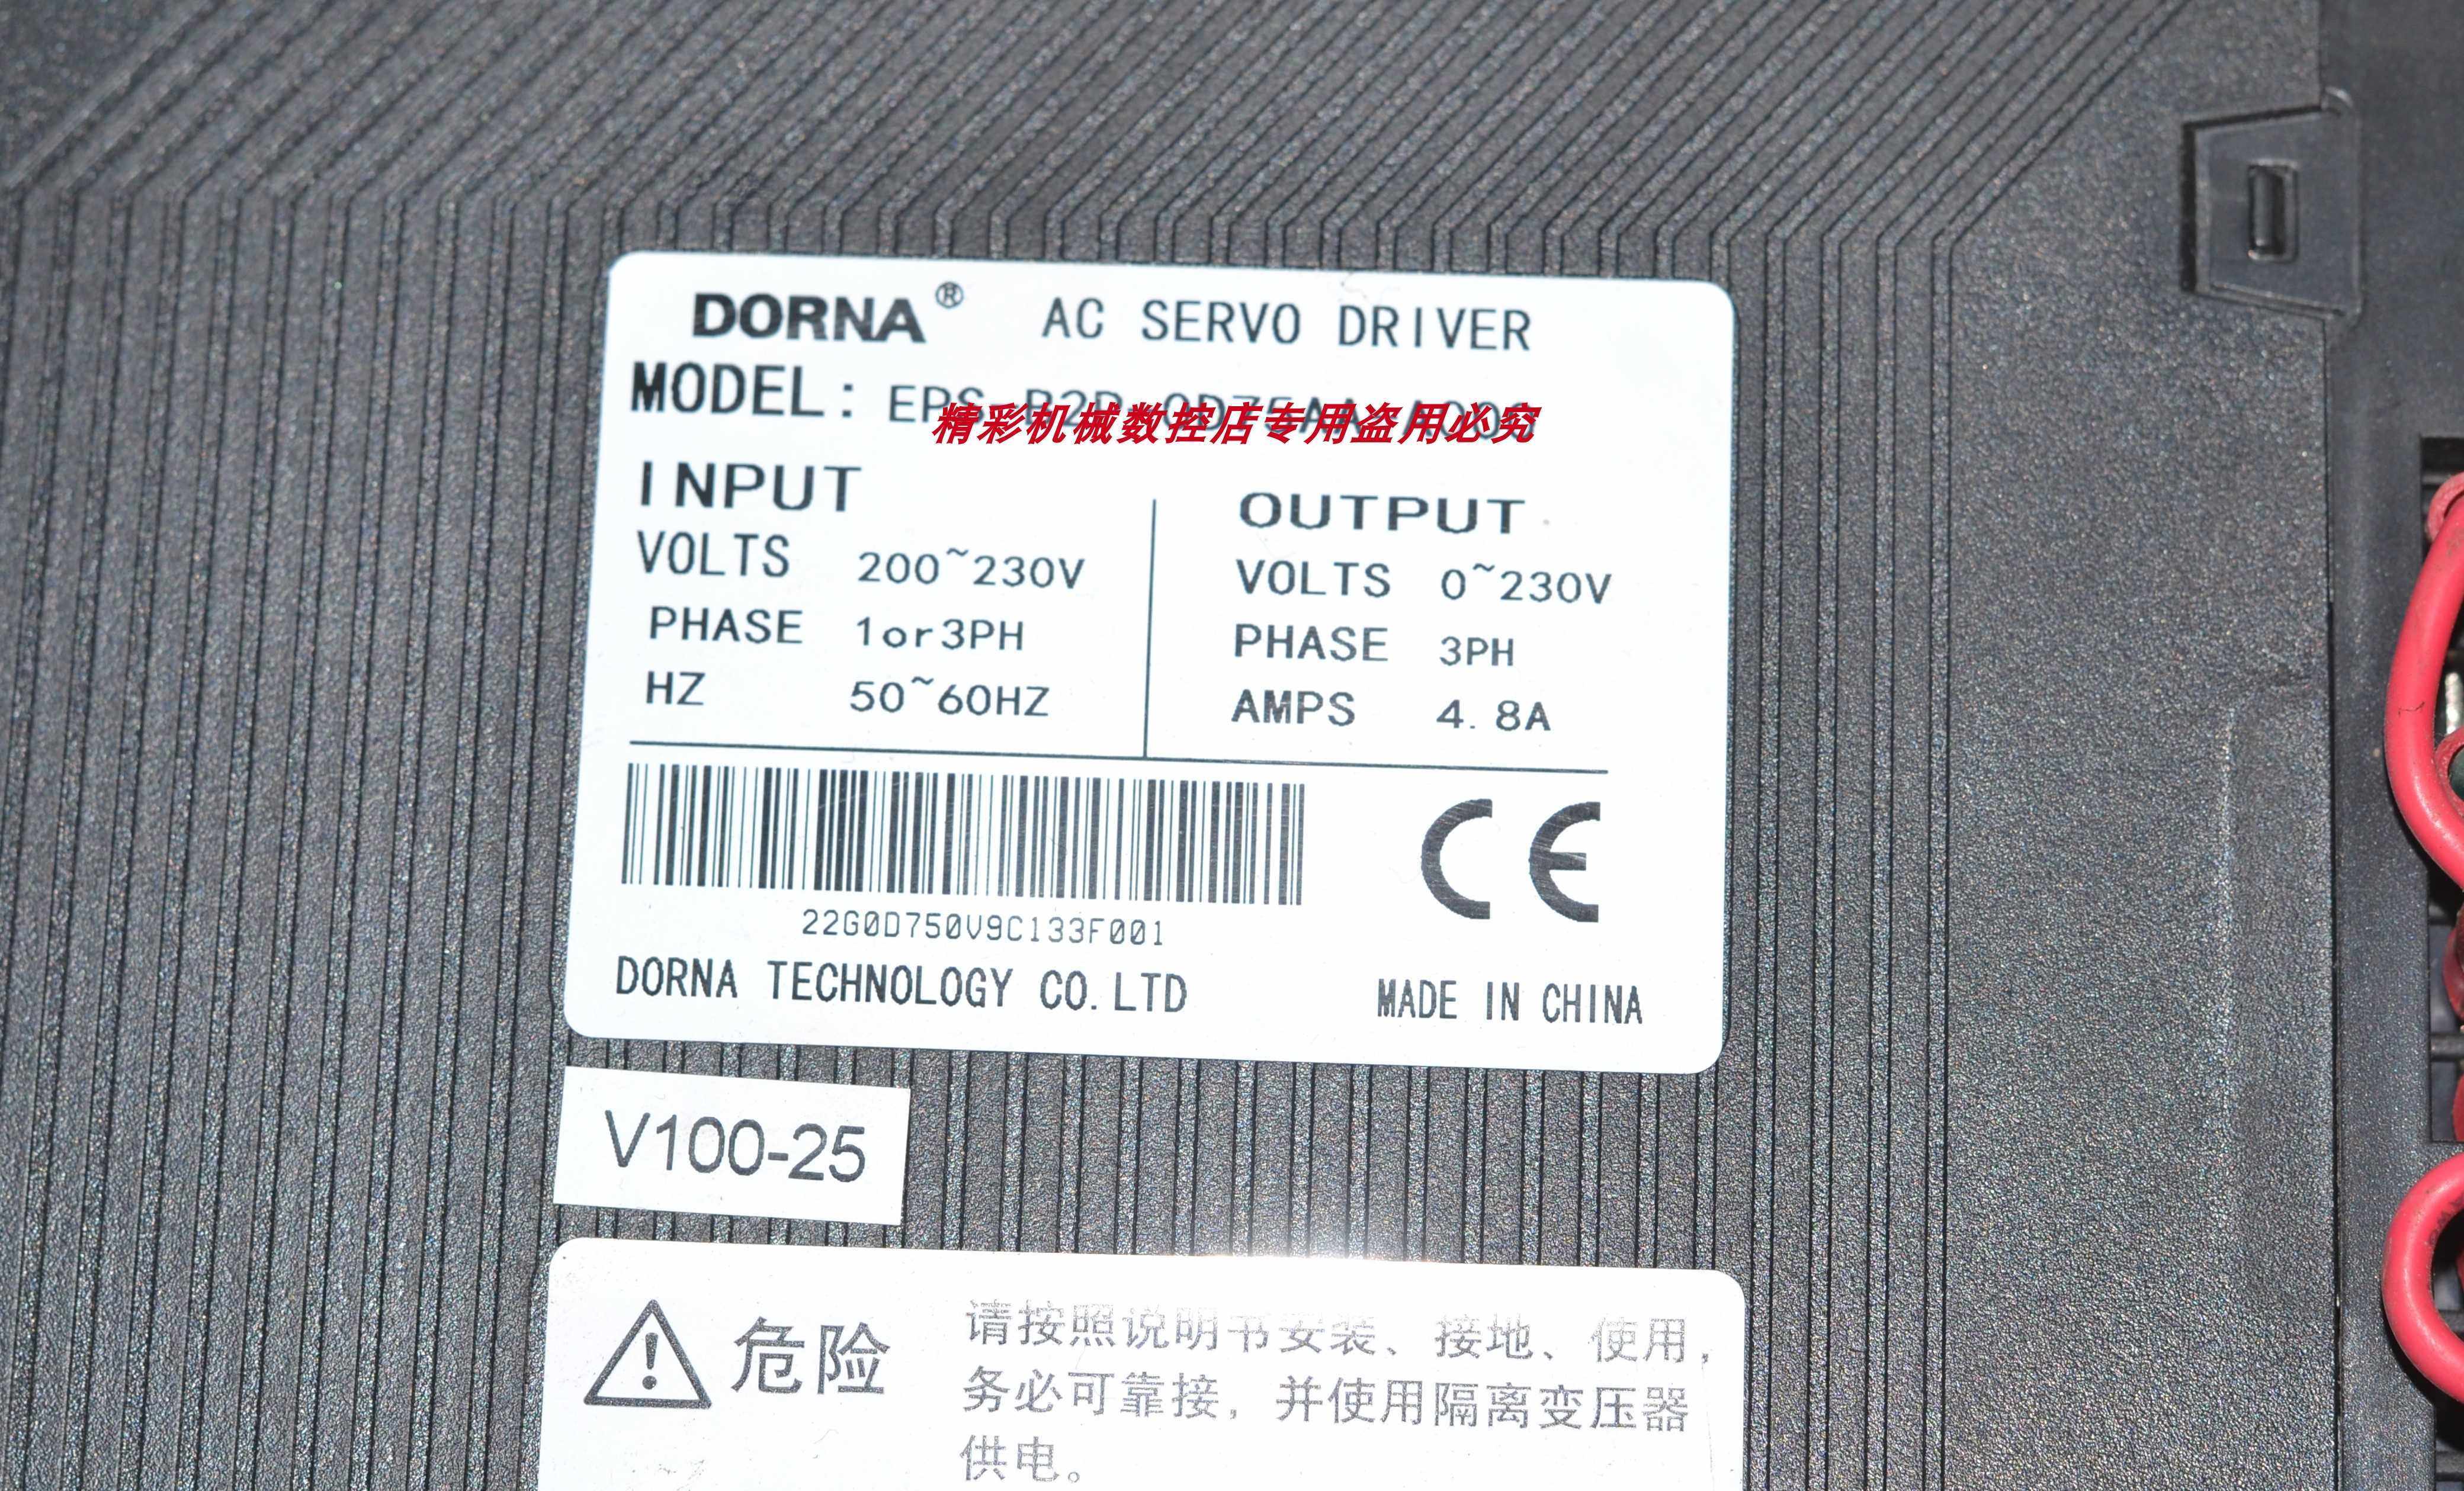 DORNA® AC SERVO DRIVER
MODEL:
精彩机械数控店专用盗用必究
INPUT
VOLTS 200~230V
PHASE 1or3PH
HZ 50~60HZ
OUTPUT
VOLTS 0~230V
PHASE 3PH
AMPS 4.8A
22G0D750V9C133F001
CE
DORNA TECHNOLOGY CO.LTD
MADE IN CHINA
V100-25
危险
请按照说明书安装、接地、使用，
务必可靠接，并使用隔离变压器
供电。